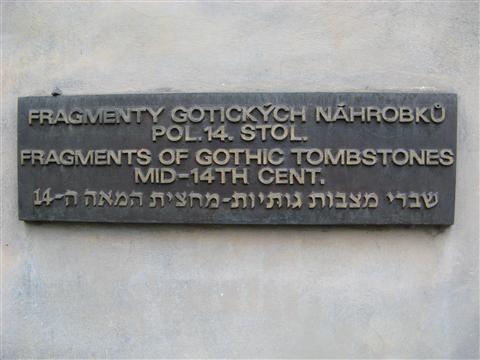 FRAGMENTY GOTICKÝCH NÁHROBKŮ
POL. 14. STOL.
FRAGMENTS OF GOTHIC TOMBSTONES
MID-14TH CENT.
שברי מצבות גותיות-מחצית המאה ה-14